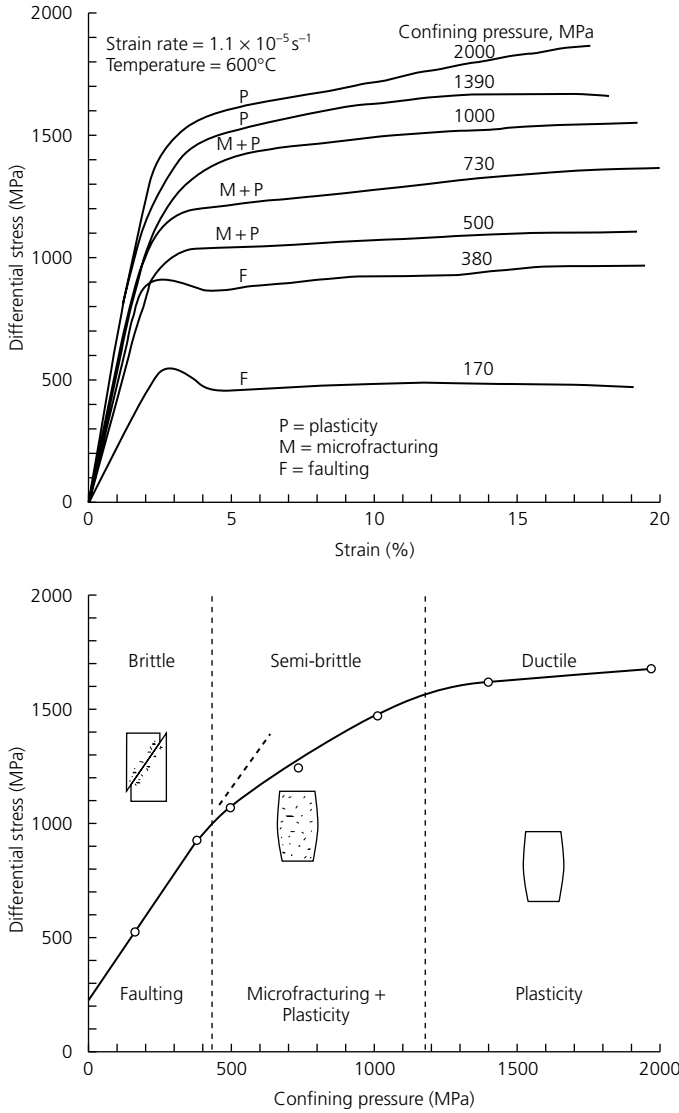 2000
Strain rate = 1.1 × 10⁻⁵ s⁻¹
Temperature = 600°C
Confining pressure, MPa
2000
P
1390
P
1500
1000
M + P
730
M + P
500
M + P
1000
380
F
170
F
500
P = plasticity
M = microfracturing
F = faulting
0
0 5 10 15 20
Strain (%)
Differential stress (MPa)
2000
Brittle Semi-brittle Ductile
1500
1000
500
Faulting Microfracturing + Plasticity
Plasticity
0
0 500 1000 1500 2000
Confining pressure (MPa)
Differential stress (MPa)